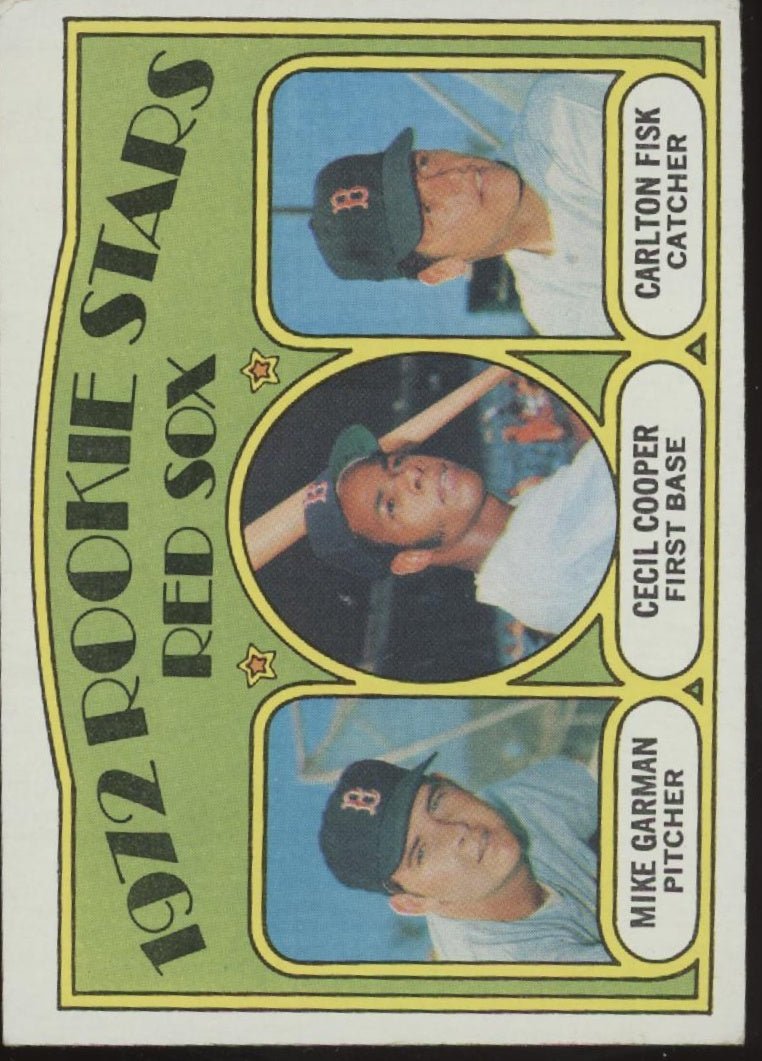 1972 ROOKIE STARS
RED SOX
B
B
B
MIKE GARMAN
PITCHER
CECIL COOPER
FIRST BASE
CARLTON FISK
CATCHER